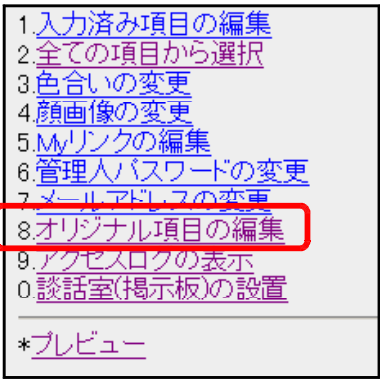 1.入力済み項目の編集
2.全ての項目から選択
3.色合いの変更
4.顔画像の変更
5.Myリンクの編集
6.管理人パスワードの変更
7.メールアドレスの変更
8.オリジナル項目の編集
9.アクセスログの表示
0.談話室(掲示板)の設置
*プレビュー